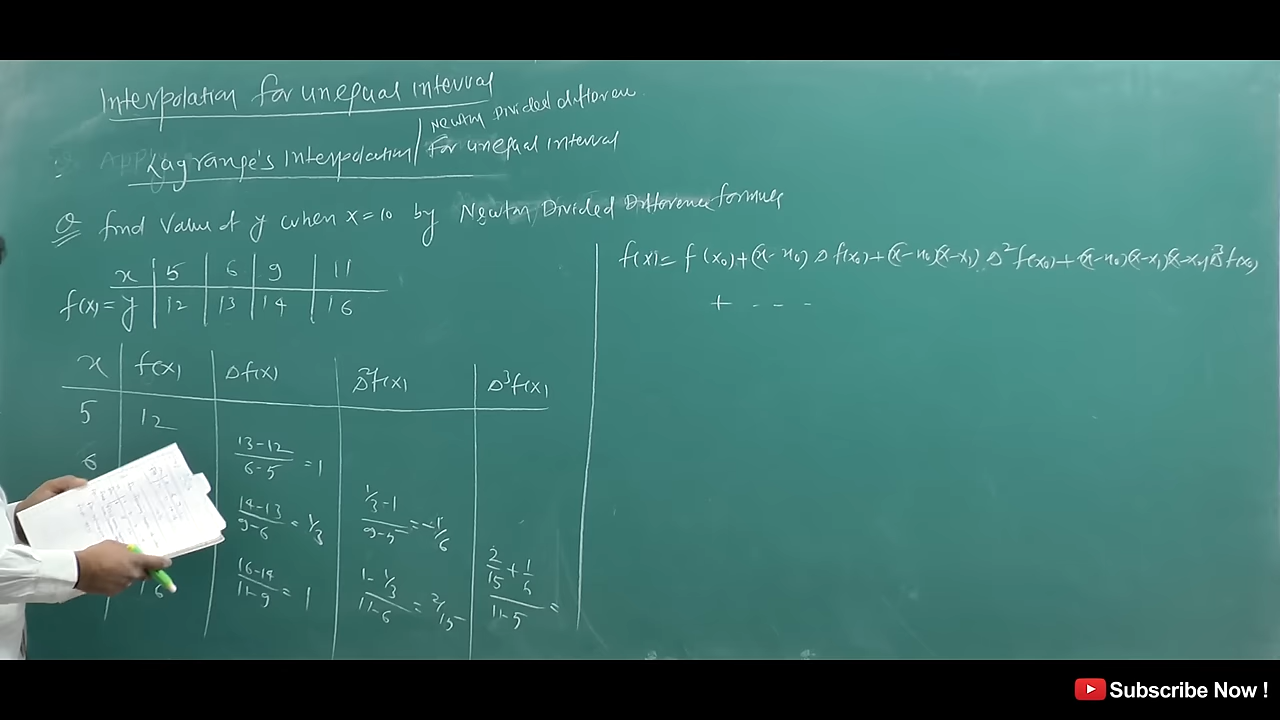 Interpolation for unequal interval
Lagrange's Interpolation / Newton Divided differen
for unequal interval
Q find Value of y when x=10 by Newton Divided Difference formula
x | 5 | 6 | 9 | 11
f(x)=y | 12 | 13 | 14 | 16
f(x)= f(x₀)+(x-x₀) Δf(x₀)+(x-x₀)(x-x₁) Δ²f(x₀)+(x-x₀)(x-x₁)(x-x₂)Δ³f(x₀)
+ - - -
x | f(x) | Δf(x) | Δ²f(x) | Δ³f(x)
5 12
13-12/6-5 = 1
6
14-13/9-6 = 1/3
1/3-1/9-5 = -1/6
16-14/11-9 = 1
1-1/3/11-6 = 2/15
2/15+1/6/11-5 =
16
Subscribe Now !